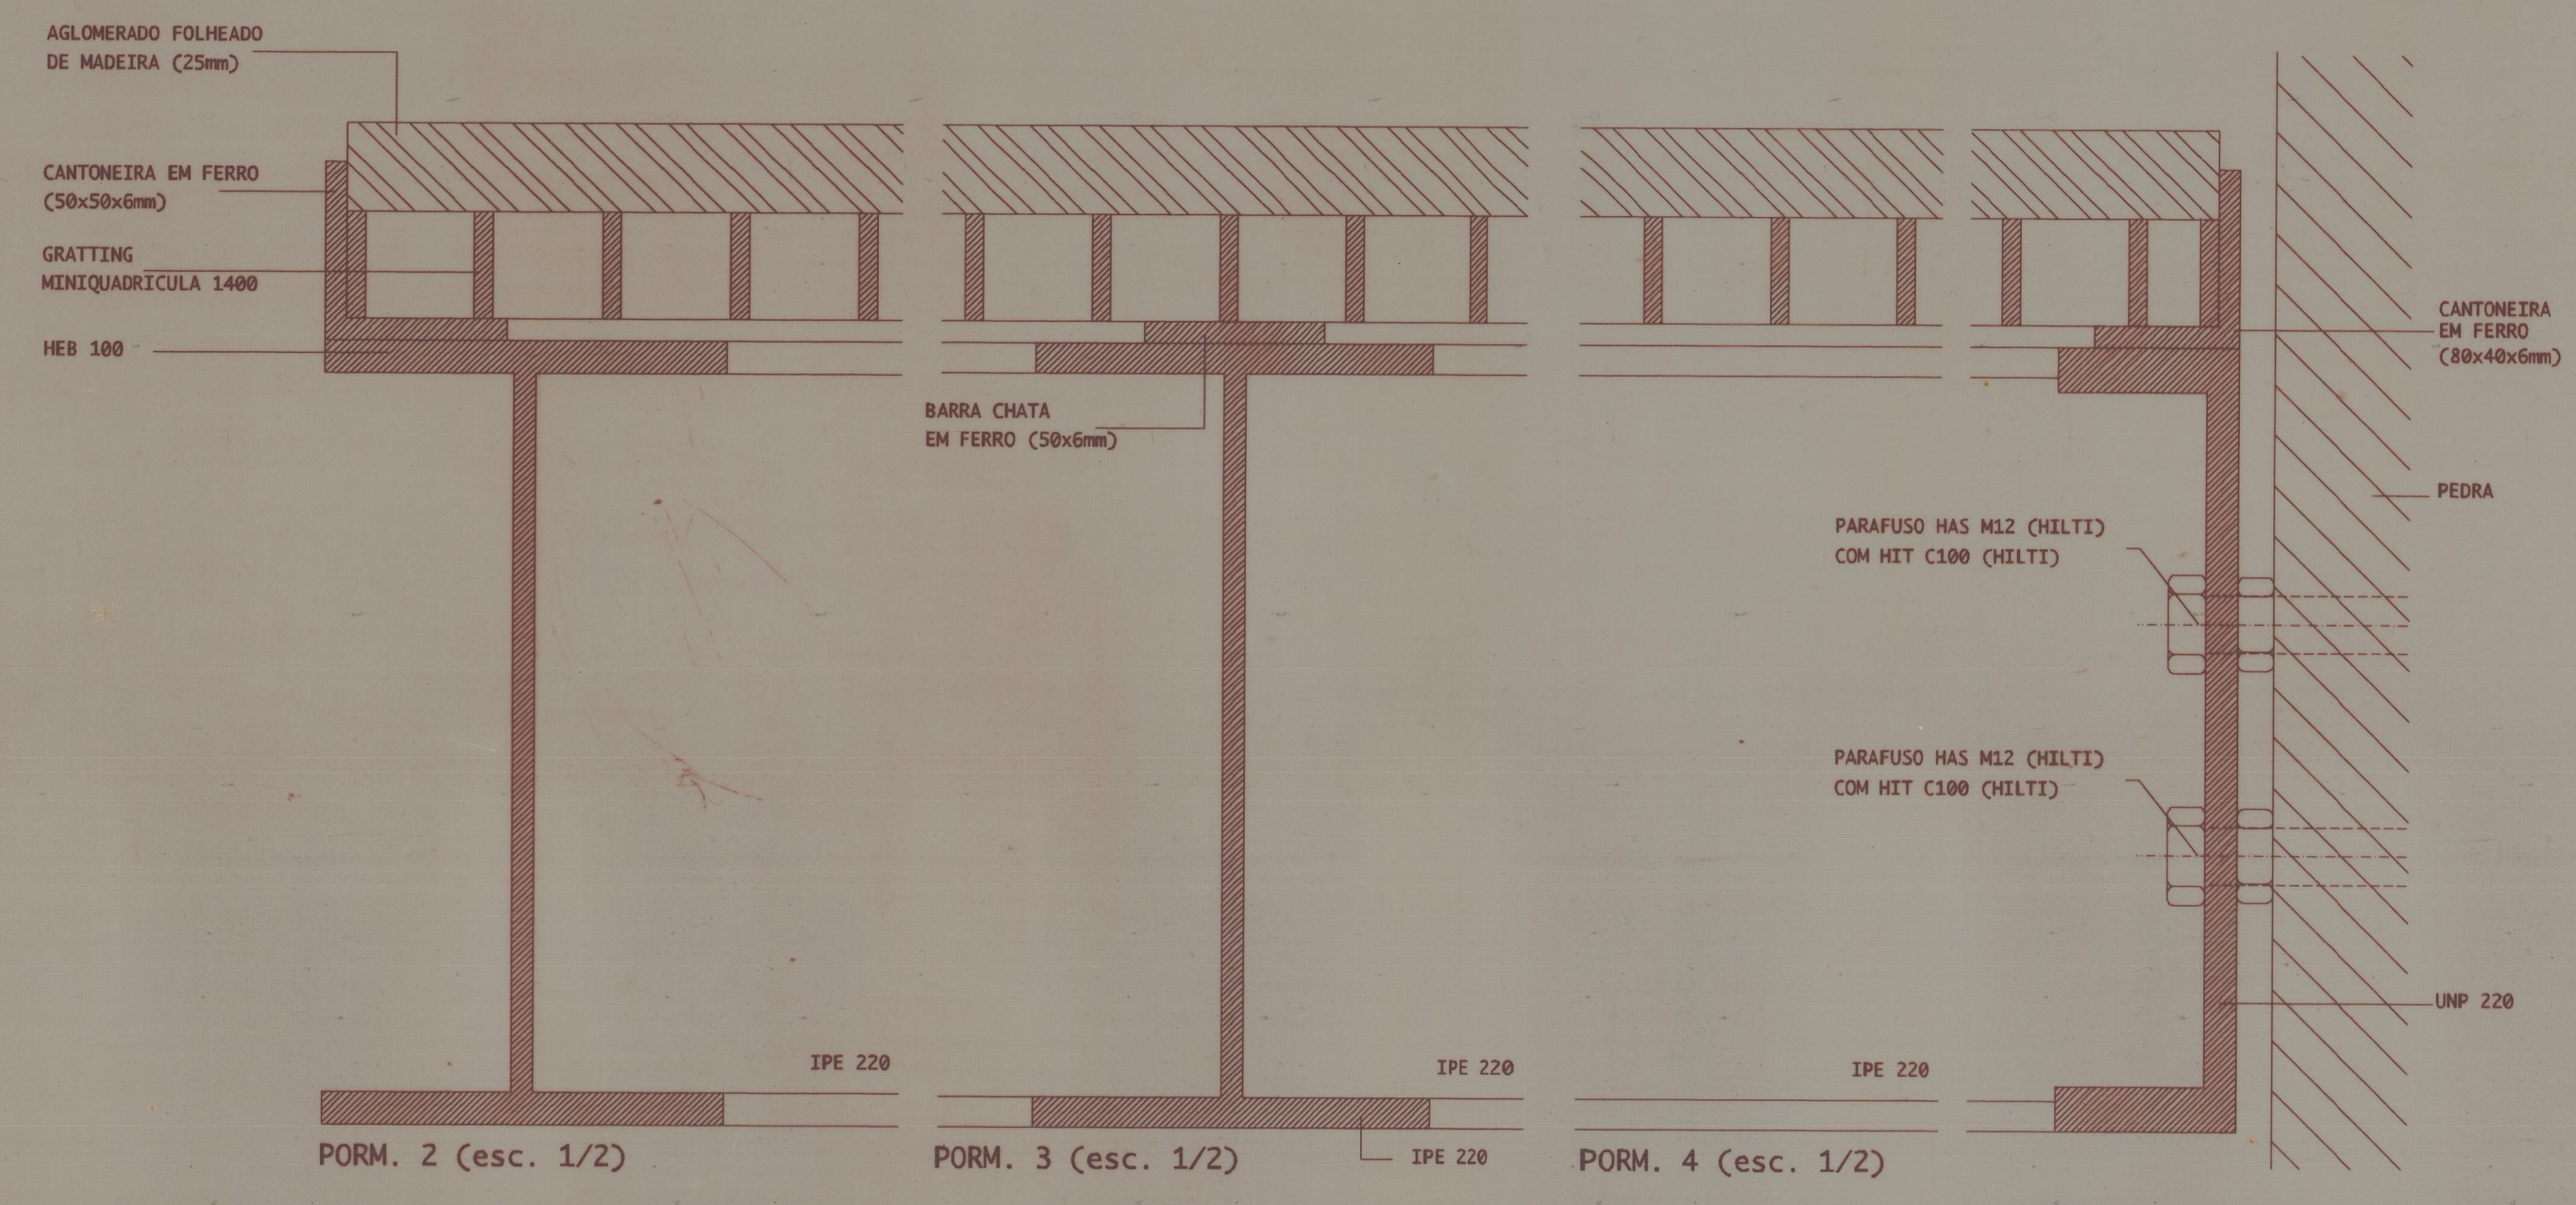 AGLOMERADO FOLHEADO
DE MADEIRA (25mm)
CANTONEIRA EM FERRO
(50x50x6mm)
GRATTING
MINIQUADRICULA 1400
HEB 100
BARRA CHATA
EM FERRO (50x6mm)
CANTONEIRA
EM FERRO
(80x40x6mm)
PEDRA
PARAFUSO HAS M12 (HILTI)
COM HIT C100 (HILTI)
PARAFUSO HAS M12 (HILTI)
COM HIT C100 (HILTI)
UNP 220
IPE 220
IPE 220
IPE 220
IPE 220
PORM. 2 (esc. 1/2)
PORM. 3 (esc. 1/2)
PORM. 4 (esc. 1/2)